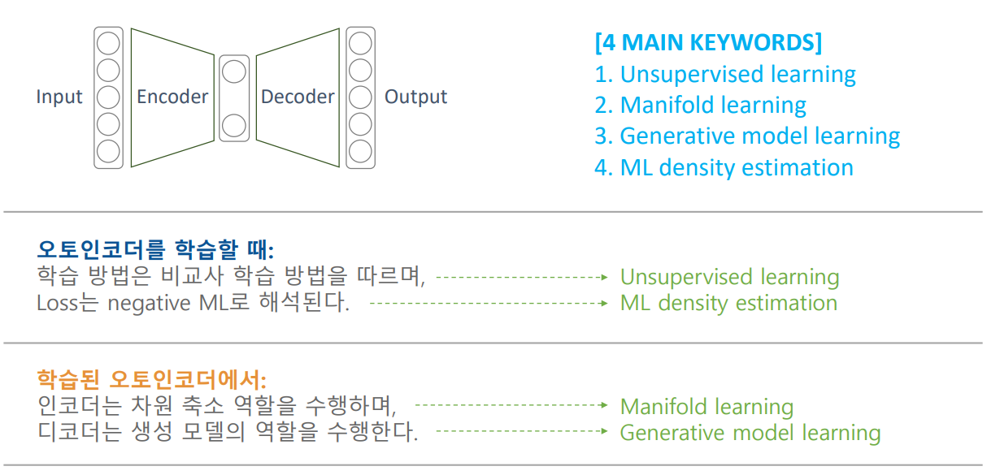 Input
Encoder
Decoder
Output
[4 MAIN KEYWORDS]
1. Unsupervised learning
2. Manifold learning
3. Generative model learning
4. ML density estimation
오토인코더를 학습할 때:
학습 방법은 비교사 학습 방법을 따르며,
Unsupervised learning
Loss는 negative ML로 해석된다.
ML density estimation
학습된 오토인코더에서:
인코더는 차원 축소 역할을 수행하며,
Manifold learning
디코더는 생성 모델의 역할을 수행한다.
Generative model learning